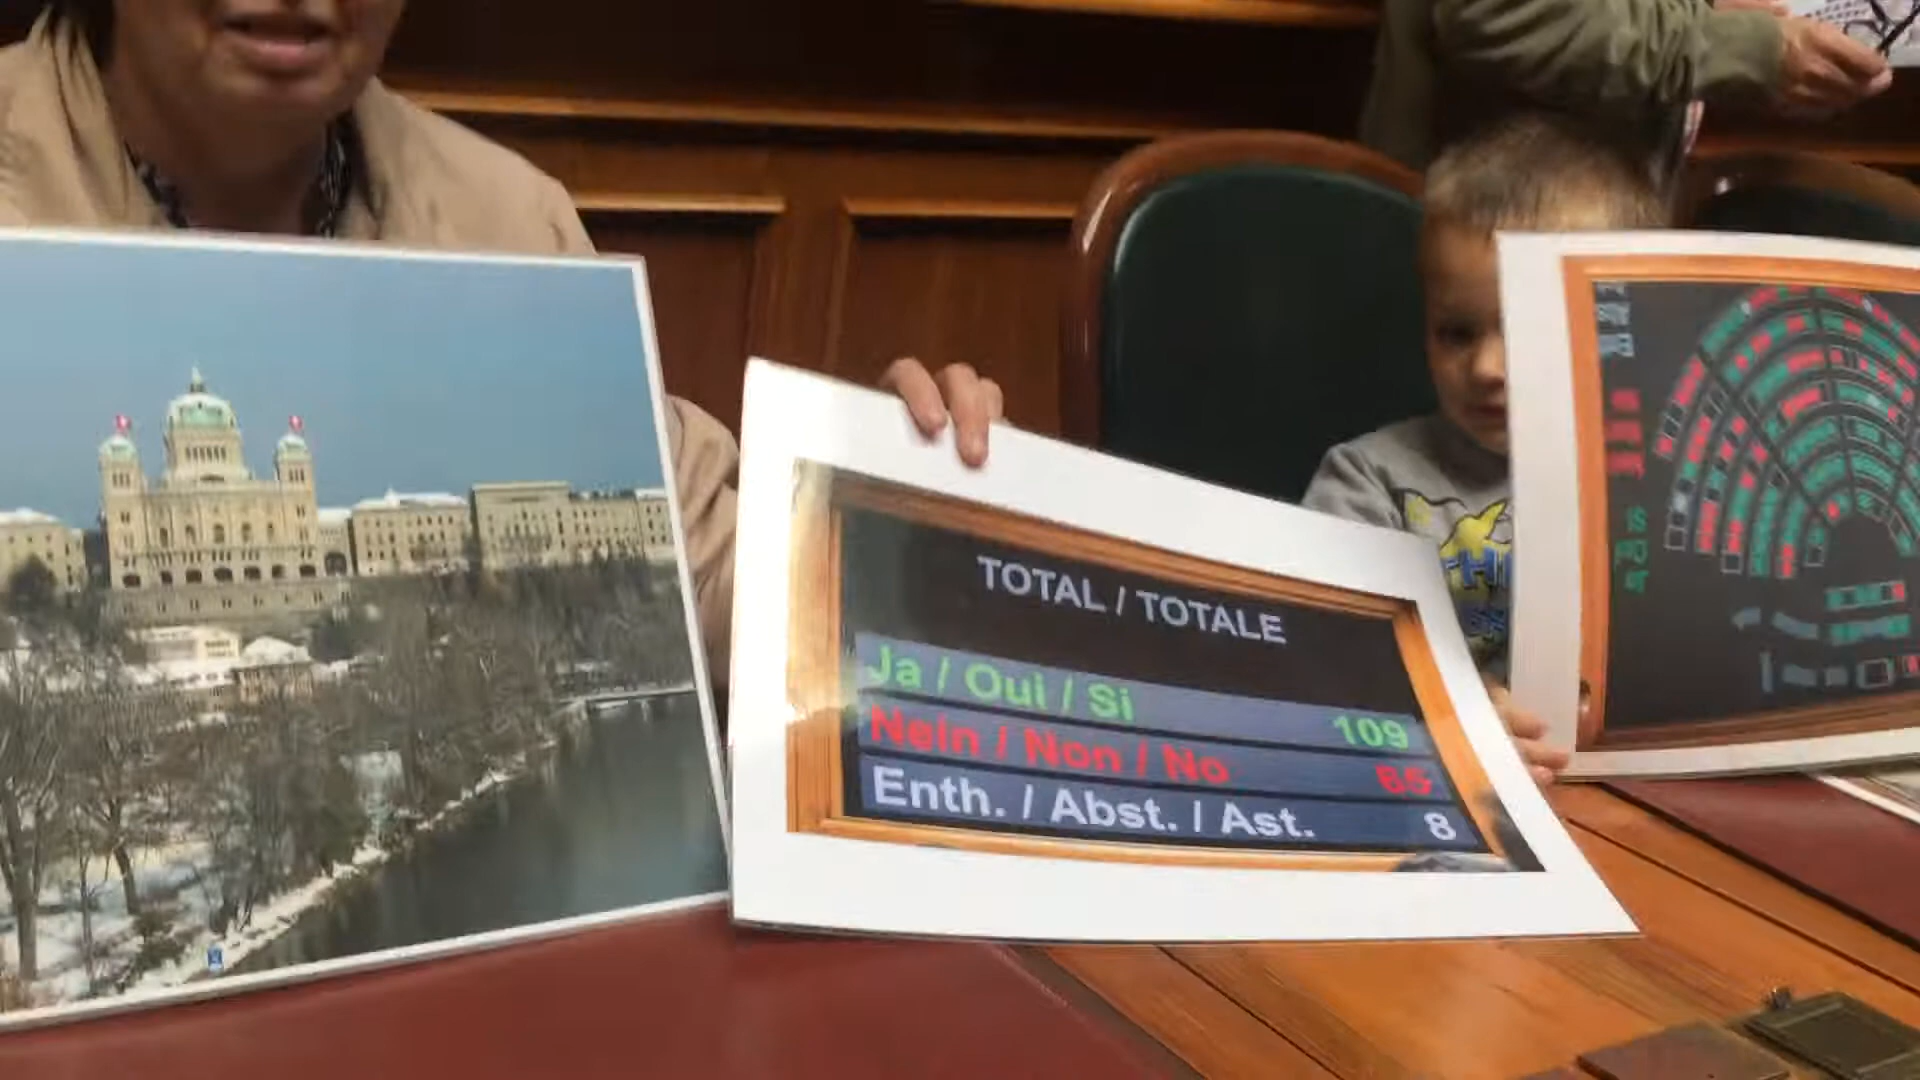 TOTAL / TOTALE
Ja / Oui / Si 109
Nein / Non / No
Enth. / Abst. / Ast. 8